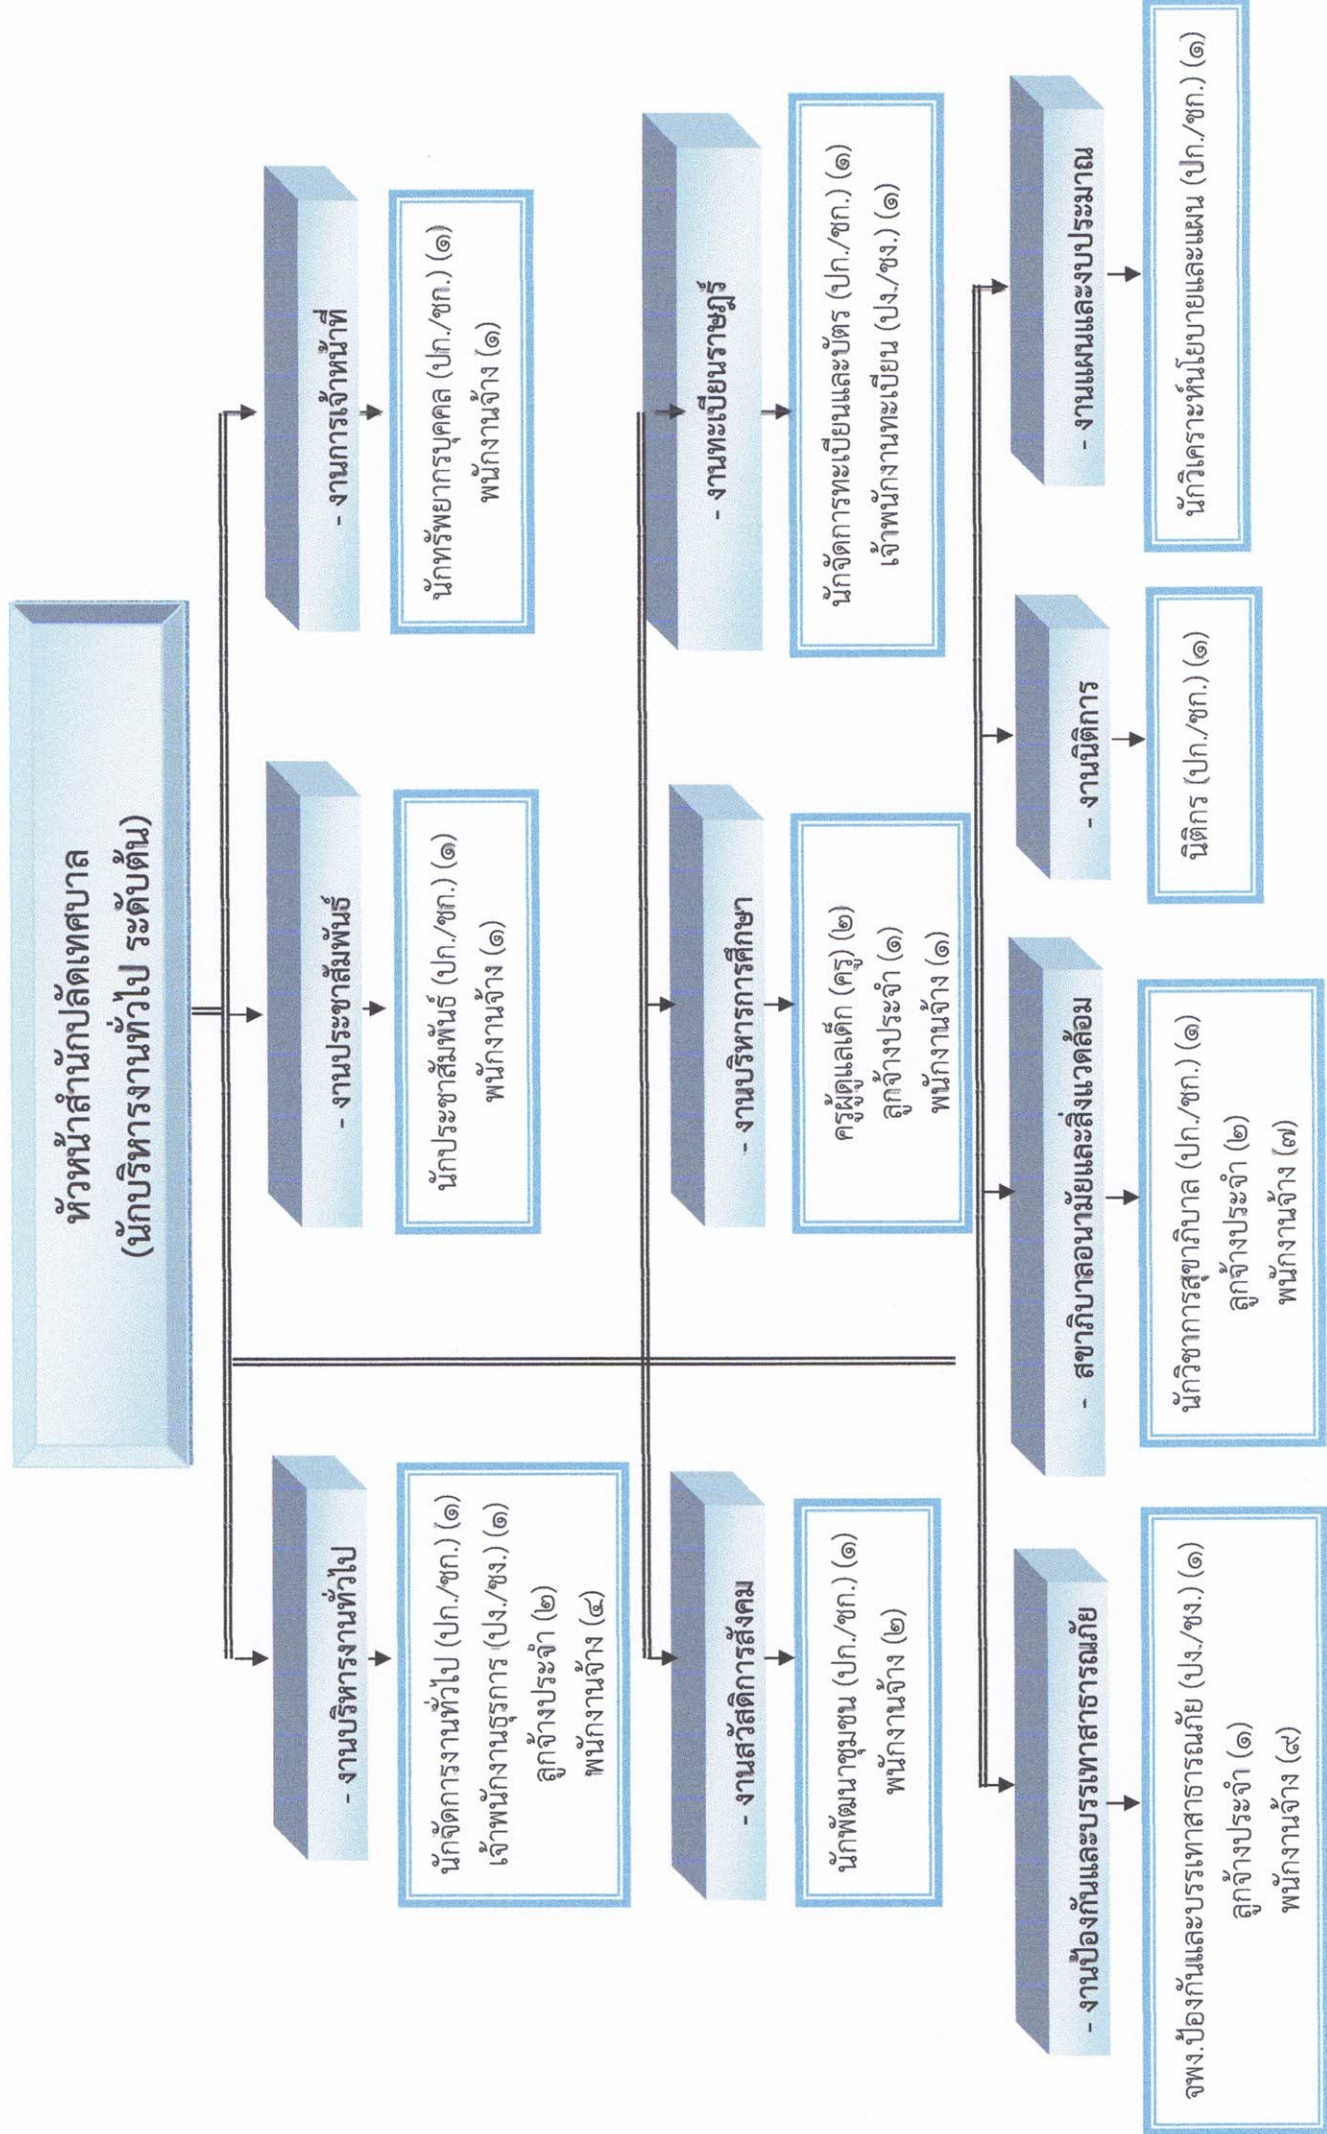 หัวหน้าสำนักปลัดเทศบาล
(นักบริหารงานทั่วไป ระดับต้น)
- งานบริหารงานทั่วไป
นักจัดการงานทั่วไป (ปก./ชก.) (๑)
เจ้าพนักงานธุรการ (ปง./ชง.) (๑)
ลูกจ้างประจำ (๒)
พนักงานจ้าง (๔)
- งานประชาสัมพันธ์
นักประชาสัมพันธ์ (ปก./ชก.) (๑)
พนักงานจ้าง (๑)
- งานการเจ้าหน้าที่
นักทรัพยากรบุคคล (ปก./ชก.) (๑)
พนักงานจ้าง (๑)
- งานสวัสดิการสังคม
นักพัฒนาชุมชน (ปก./ชก.) (๑)
พนักงานจ้าง (๒)
- งานบริหารการศึกษา
ครูผู้ดูแลเด็ก (ครู) (๒)
ลูกจ้างประจำ (๑)
พนักงานจ้าง (๑)
- งานทะเบียนราษฎร์
นักจัดการทะเบียนและบัตร (ปก./ชก.) (๑)
เจ้าพนักงานทะเบียน (ปง./ชง.) (๑)
- งานป้องกันและบรรเทาสาธารณภัย
จพง.ป้องกันและบรรเทาสาธารณภัย (ปง./ชง.) (๑)
ลูกจ้างประจำ (๑)
พนักงานจ้าง (๙)
- สุขาภิบาลอนามัยและสิ่งแวดล้อม
นักวิชาการสุขาภิบาล (ปก./ชก.) (๑)
ลูกจ้างประจำ (๒)
พนักงานจ้าง (๗)
- งานนิติการ
นิติกร (ปก./ชก.) (๑)
- งานแผนและงบประมาณ
นักวิเคราะห์นโยบายและแผน (ปก./ชก.) (๑)